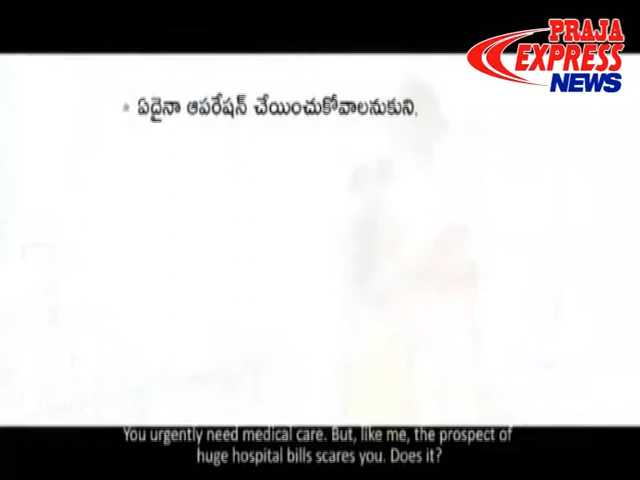 PRAJA
EXPRESS
NEWS
* ఏదైనా ఆపరేషన్ చేయించుకోవాలనుకుని,
You urgently need medical care. But, like me, the prospect of
huge hospital bills scares you. Does it?